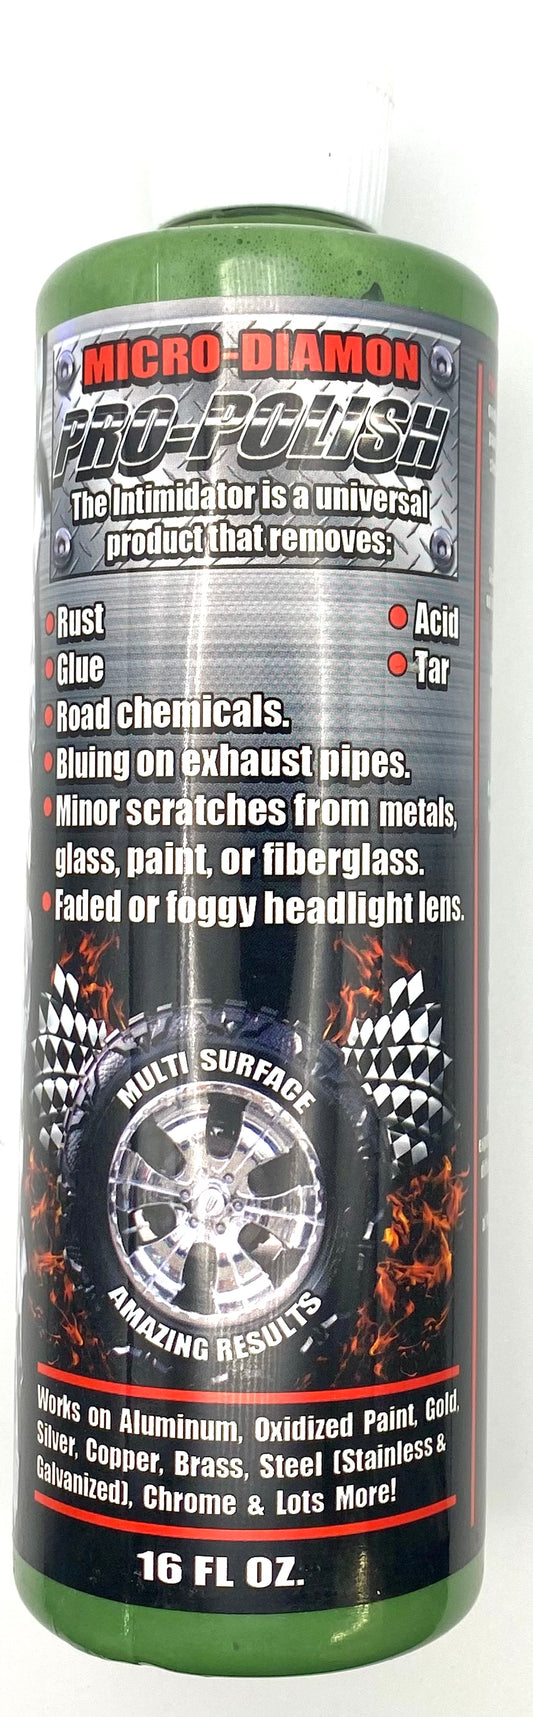 MICRO-DIAMON
PRO-POLISH
The Intimidator is a universal
product that removes:
• Rust • Acid
• Glue • Tar
• Road chemicals.
• Bluing on exhaust pipes.
• Minor scratches from metals,
glass, paint, or fiberglass.
• Faded or foggy headlight lens.
MULTI SURFACE
AMAZING RESULTS
Works on Aluminum, Oxidized Paint, Gold,
Silver, Copper, Brass, Steel (Stainless &
Galvanized), Chrome & Lots More!
16 FL OZ.